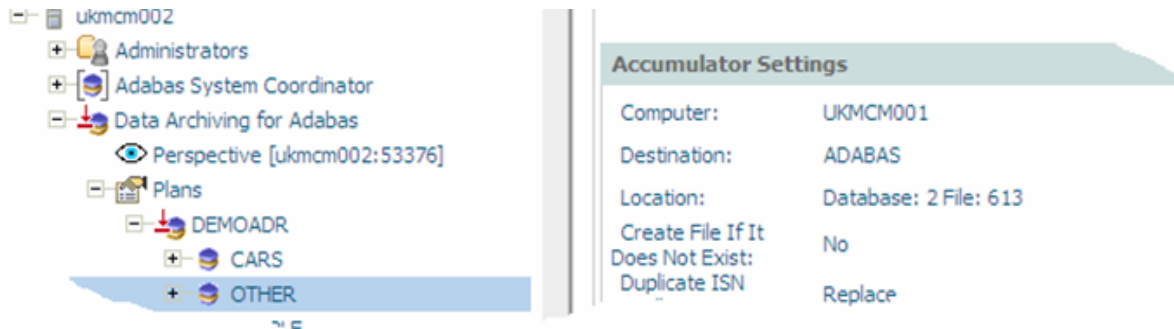 ukmcm002
Administrators
Adabas System Coordinator
Data Archiving for Adabas
Perspective [ukmcm002:53376]
Plans
DEMOADR
CARS
OTHER
Accumulator Settings
Computer: UKMCM001
Destination: ADABAS
Location: Database: 2 File: 613
Create File If It
Does Not Exist: No
Duplicate ISN
Replace